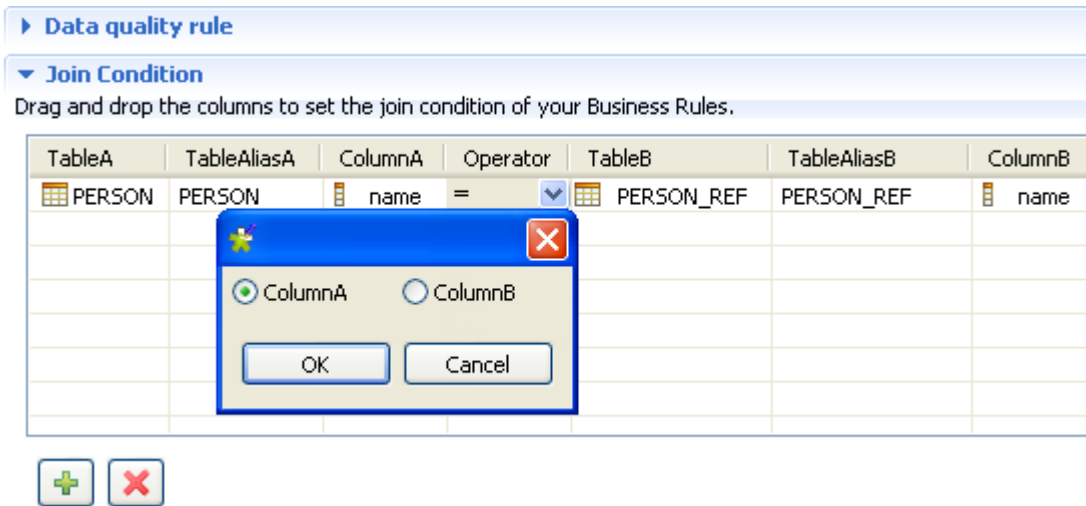 Data quality rule
Join Condition
Drag and drop the columns to set the join condition of your Business Rules.
TableA TableAliasA ColumnA Operator TableB TableAliasB ColumnB
PERSON PERSON name = PERSON_REF PERSON_REF name
ColumnA ColumnB
OK Cancel